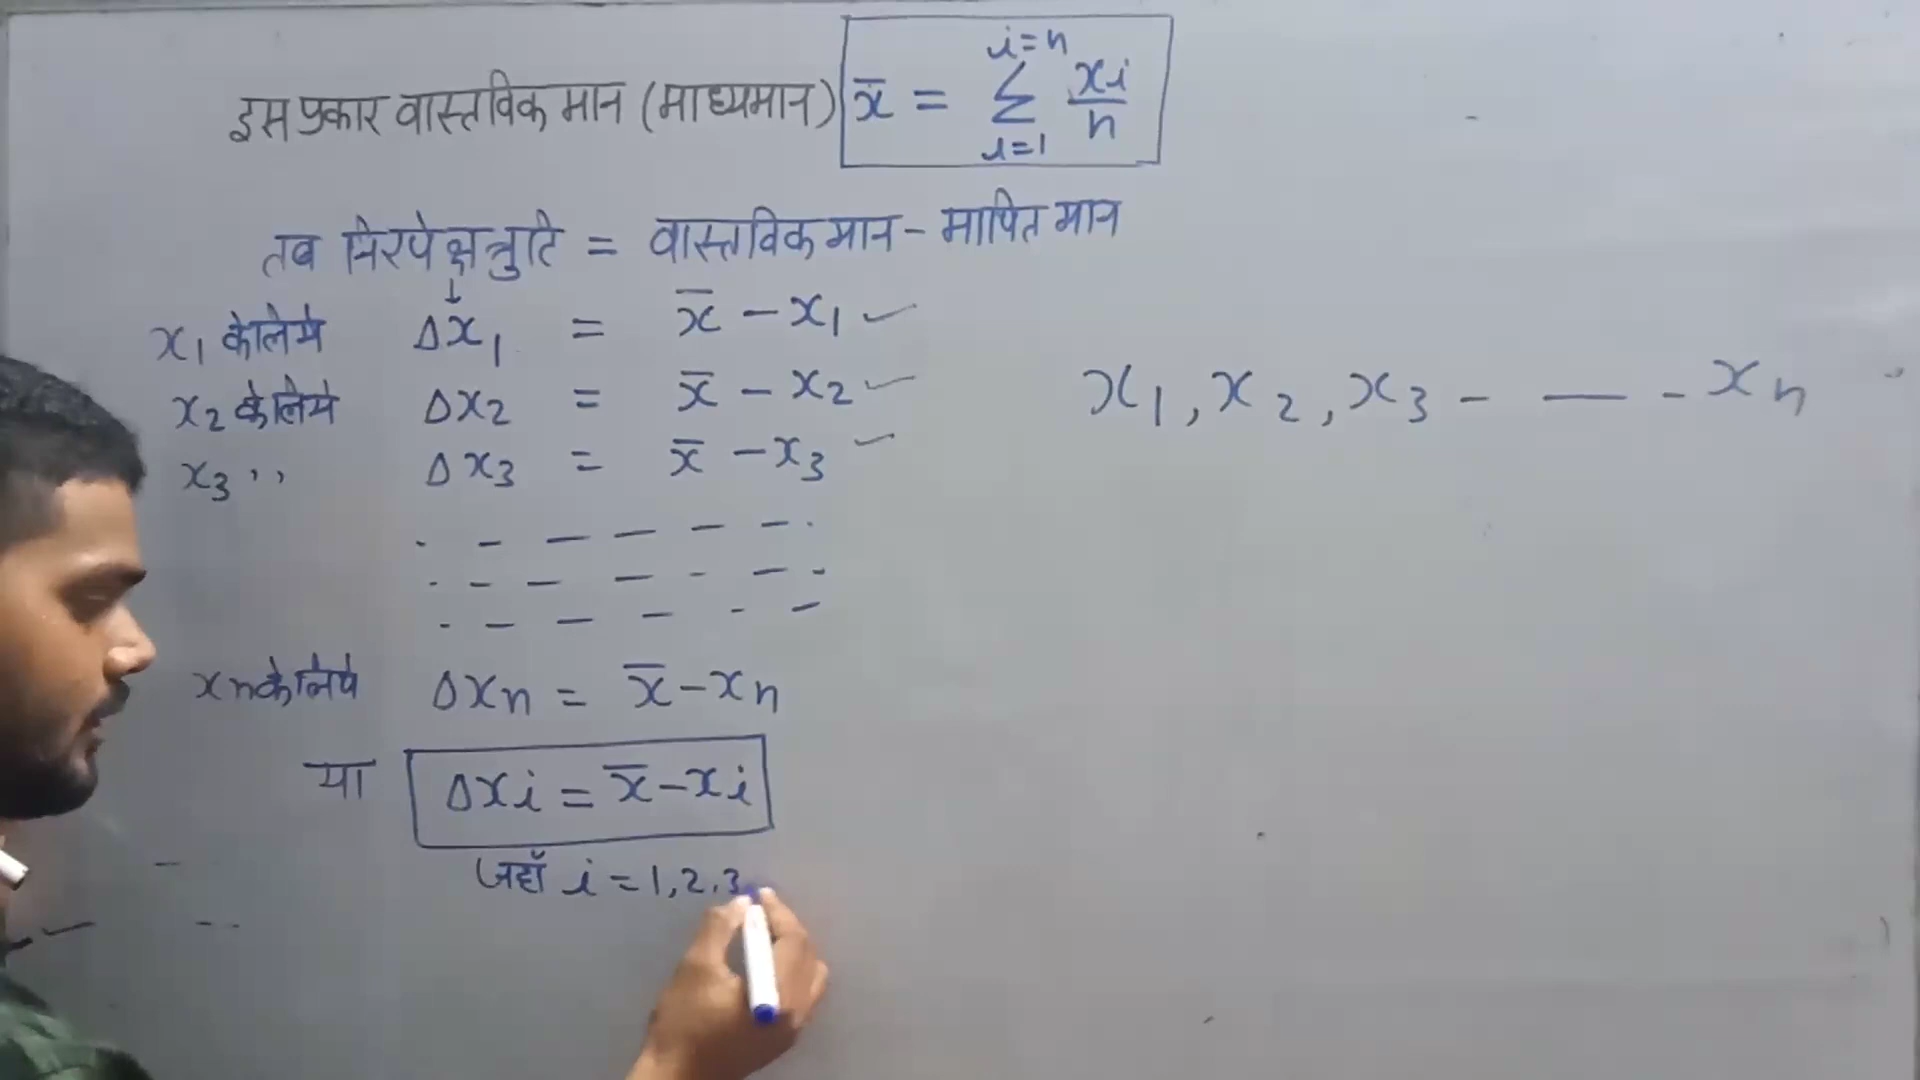 इस प्रकार वास्तविक मान (माध्यमान) x̄ = Σ_{i=1}^{i=n} xi/n
तब निरपेक्ष त्रुटि = वास्तविक मान - मापित मान
↓
x₁ के लिये Δx₁ = x̄ - x₁ ✓
x₂ के लिये Δx₂ = x̄ - x₂ ✓
x₃ ,, Δx₃ = x̄ - x₃ ✓
x₁, x₂, x₃ - — - xₙ
xn के लिये Δxn = x̄ - xn
या Δxi = x̄ - xi
जहाँ i = 1, 2, 3